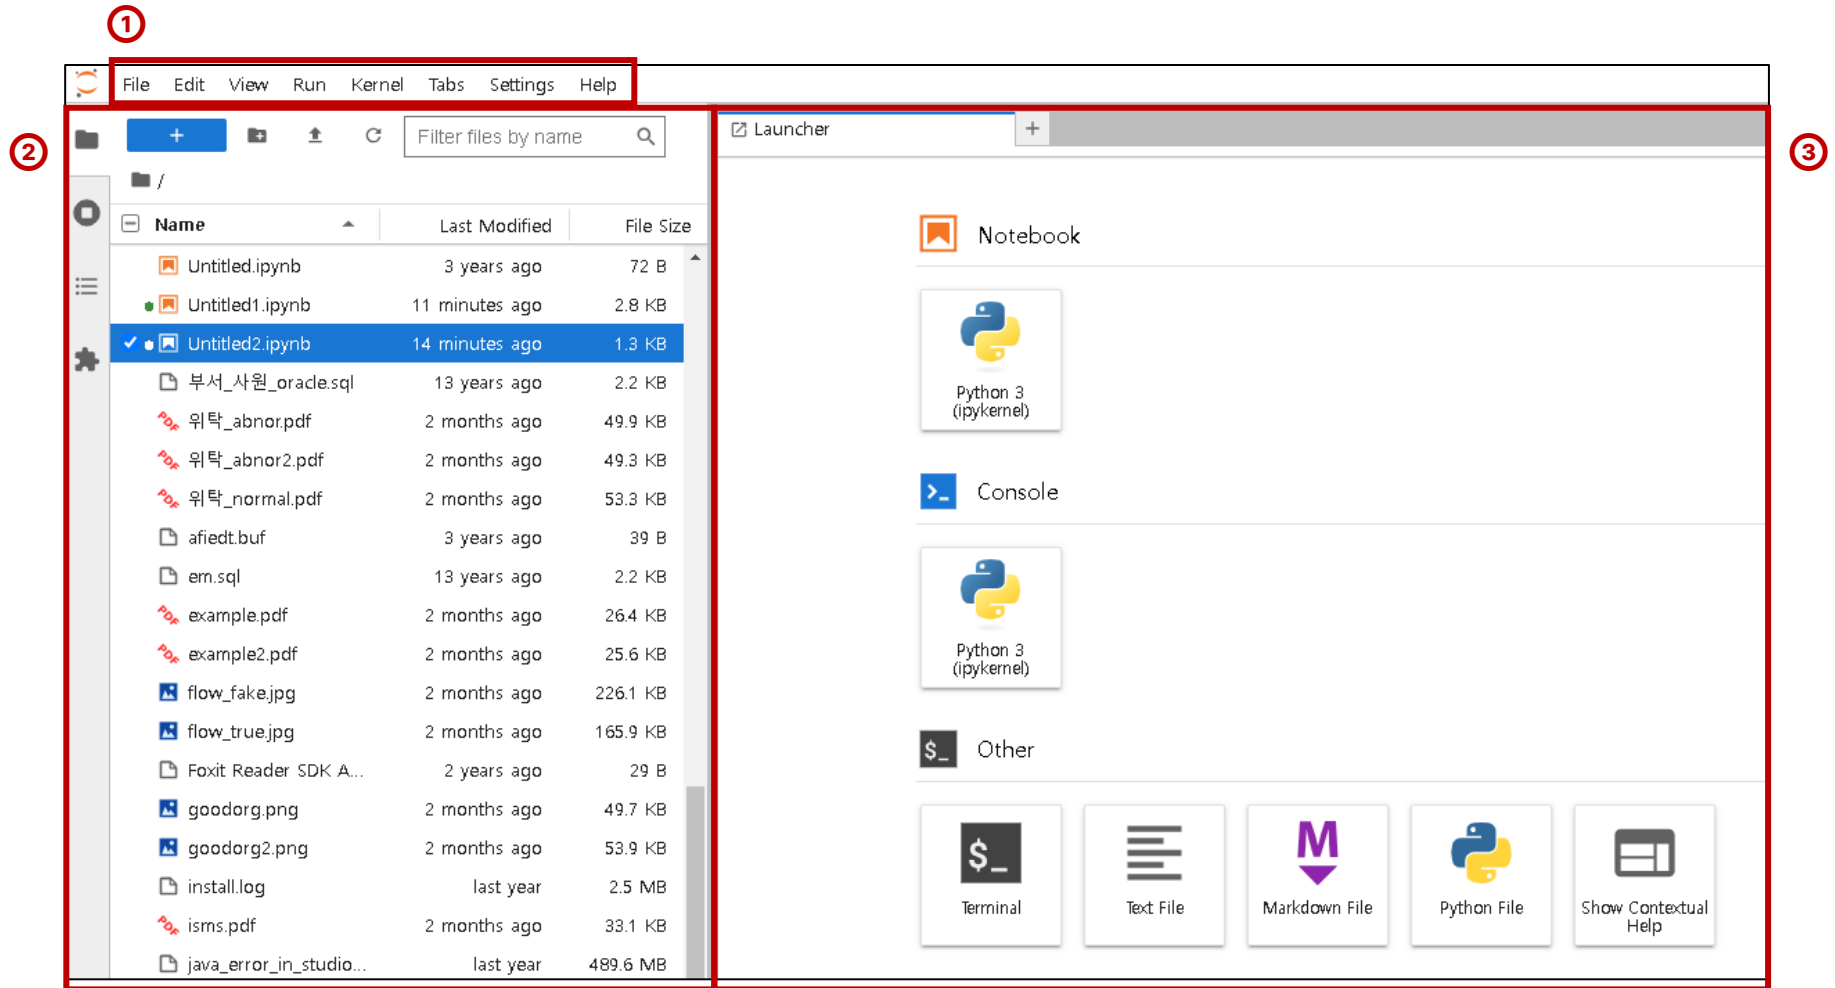 1
File Edit View Run Kernel Tabs Settings Help
2
3
+
Filter files by name
Launcher
+
/
Name Last Modified File Size
Untitled.ipynb 3 years ago 72 B
Untitled1.ipynb 11 minutes ago 2.8 KB
Untitled2.ipynb 14 minutes ago 1.3 KB
부서_사원_oracle.sql 13 years ago 2.2 KB
위탁_abnor.pdf 2 months ago 49.9 KB
위탁_abnor2.pdf 2 months ago 49.3 KB
위탁_normal.pdf 2 months ago 53.3 KB
afiedt.buf 3 years ago 39 B
em.sql 13 years ago 2.2 KB
example.pdf 2 months ago 26.4 KB
example2.pdf 2 months ago 25.6 KB
flow_fake.jpg 2 months ago 226.1 KB
flow_true.jpg 2 months ago 165.9 KB
Foxit Reader SDK A... 2 years ago 29 B
goodorg.png 2 months ago 49.7 KB
goodorg2.png 2 months ago 53.9 KB
install.log last year 2.5 MB
isms.pdf 2 months ago 33.1 KB
java_error_in_studio... last year 489.6 MB
Notebook
Python 3
(ipykernel)
Console
Python 3
(ipykernel)
$_ Other
$_
M
Terminal Text File Markdown File Python File Show Contextual
Help